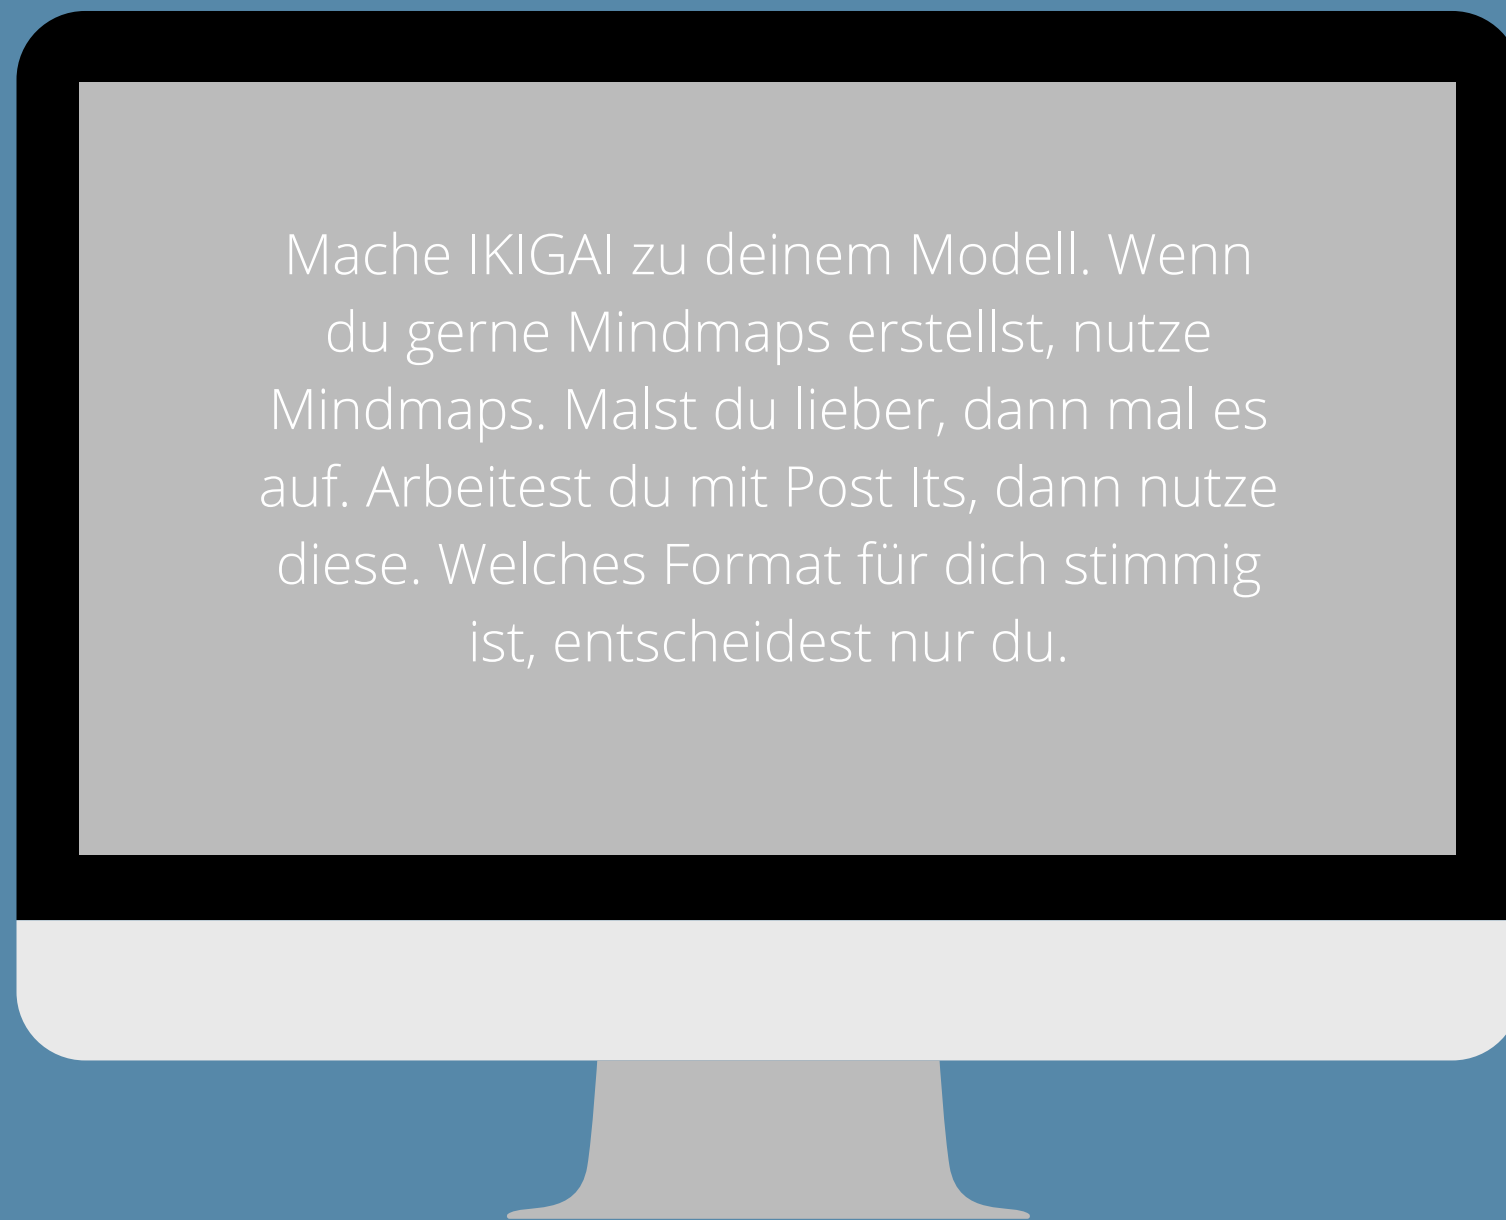 Mache IKIGAI zu deinem Modell. Wenn
du gerne Mindmaps erstellst, nutze
Mindmaps. Malst du lieber, dann mal es
auf. Arbeitest du mit Post Its, dann nutze
diese. Welches Format für dich stimmig
ist, entscheidest nur du.